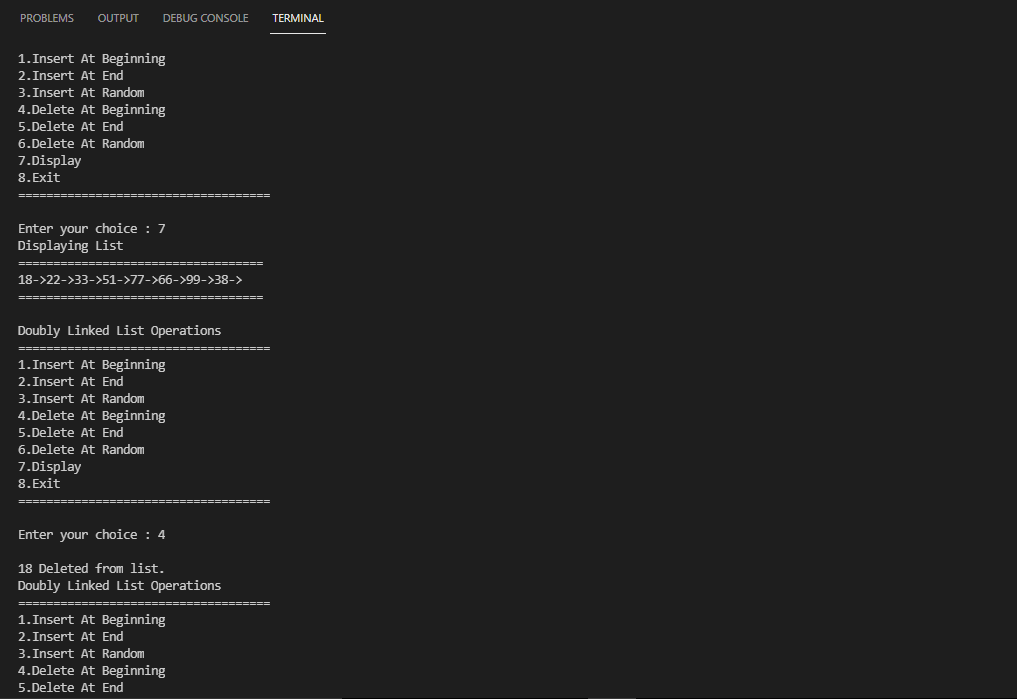 PROBLEMS OUTPUT DEBUG CONSOLE TERMINAL
1.Insert At Beginning
2.Insert At End
3.Insert At Random
4.Delete At Beginning
5.Delete At End
6.Delete At Random
7.Display
8.Exit
====================================
Enter your choice : 7
Displaying List
===================================
18->22->33->51->77->66->99->38->
===================================
Doubly Linked List Operations
====================================
1.Insert At Beginning
2.Insert At End
3.Insert At Random
4.Delete At Beginning
5.Delete At End
6.Delete At Random
7.Display
8.Exit
====================================
Enter your choice : 4
18 Deleted from list.
Doubly Linked List Operations
====================================
1.Insert At Beginning
2.Insert At End
3.Insert At Random
4.Delete At Beginning
5.Delete At End